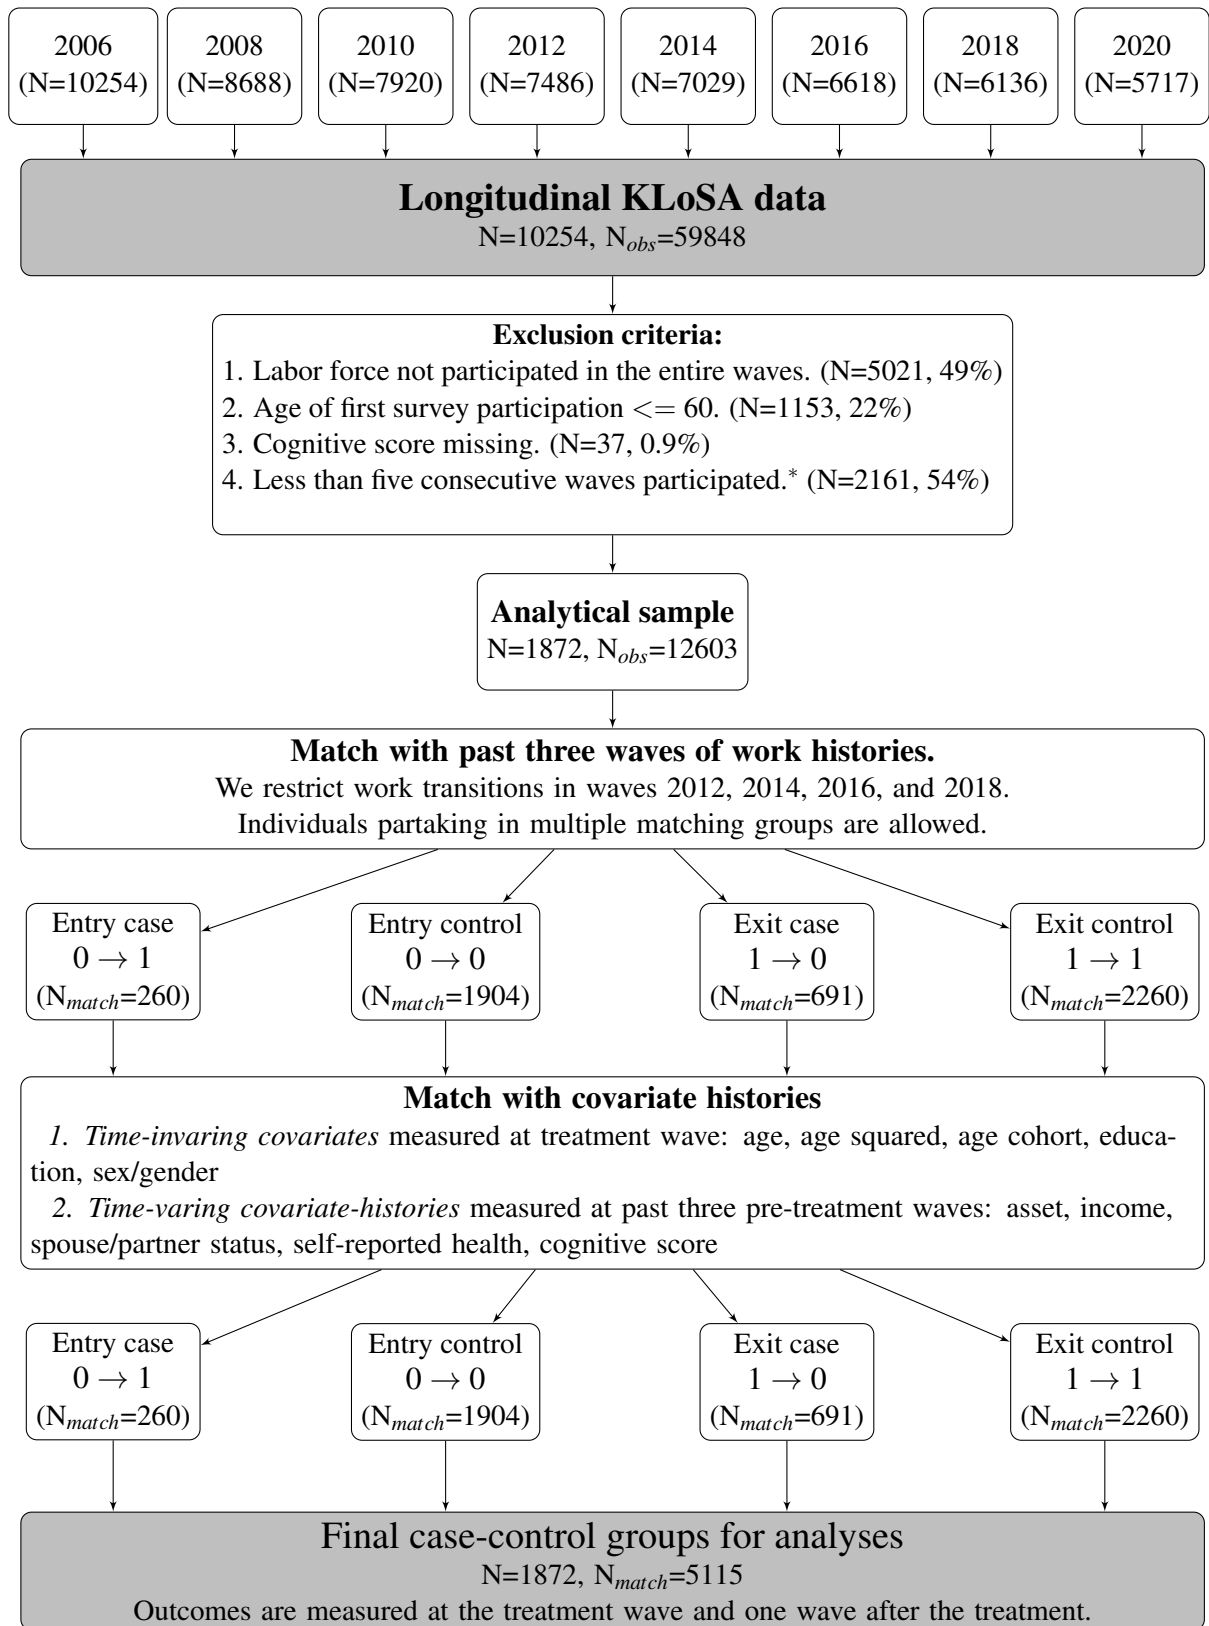 2006
(N=10254)
2008
(N=8688)
2010
(N=7920)
2012
(N=7486)
2014
(N=7029)
2016
(N=6618)
2018
(N=6136)
2020
(N=5717)
Longitudinal KLoSA data
N=10254, N_obs=59848
Exclusion criteria:
1. Labor force not participated in the entire waves. (N=5021, 49%)
2. Age of first survey participation <= 60. (N=1153, 22%)
3. Cognitive score missing. (N=37, 0.9%)
4. Less than five consecutive waves participated.* (N=2161, 54%)
Analytical sample
N=1872, N_obs=12603
Match with past three waves of work histories.
We restrict work transitions in waves 2012, 2014, 2016, and 2018.
Individuals partaking in multiple matching groups are allowed.
Entry case
0 → 1
(N_match=260)
Entry control
0 → 0
(N_match=1904)
Exit case
1 → 0
(N_match=691)
Exit control
1 → 1
(N_match=2260)
Match with covariate histories
1. Time-invaring covariates measured at treatment wave: age, age squared, age cohort, educa-
tion, sex/gender
2. Time-varing covariate-histories measured at past three pre-treatment waves: asset, income,
spouse/partner status, self-reported health, cognitive score
Entry case
0 → 1
(N_match=260)
Entry control
0 → 0
(N_match=1904)
Exit case
1 → 0
(N_match=691)
Exit control
1 → 1
(N_match=2260)
Final case-control groups for analyses
N=1872, N_match=5115
Outcomes are measured at the treatment wave and one wave after the treatment.